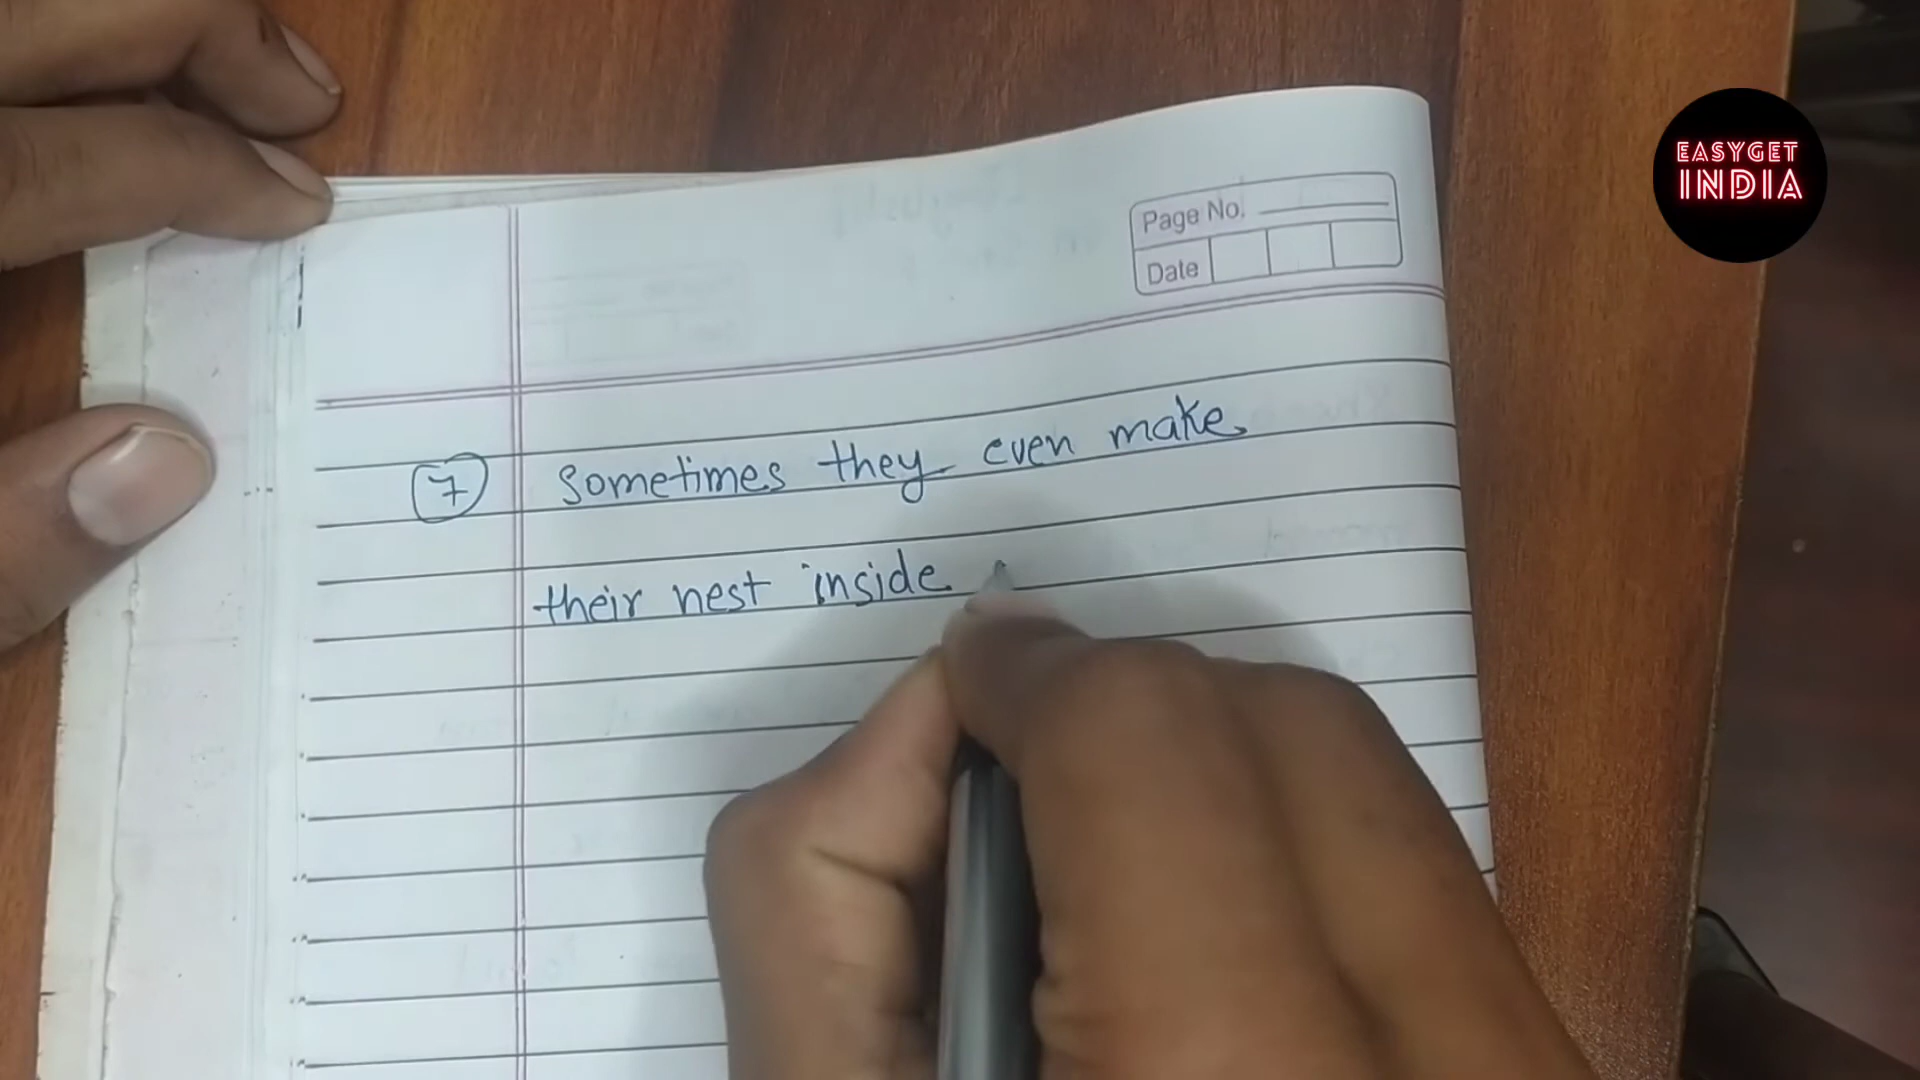 EASYGET
INDIA
Page No.
Date
7 Sometimes they even make
their nest inside